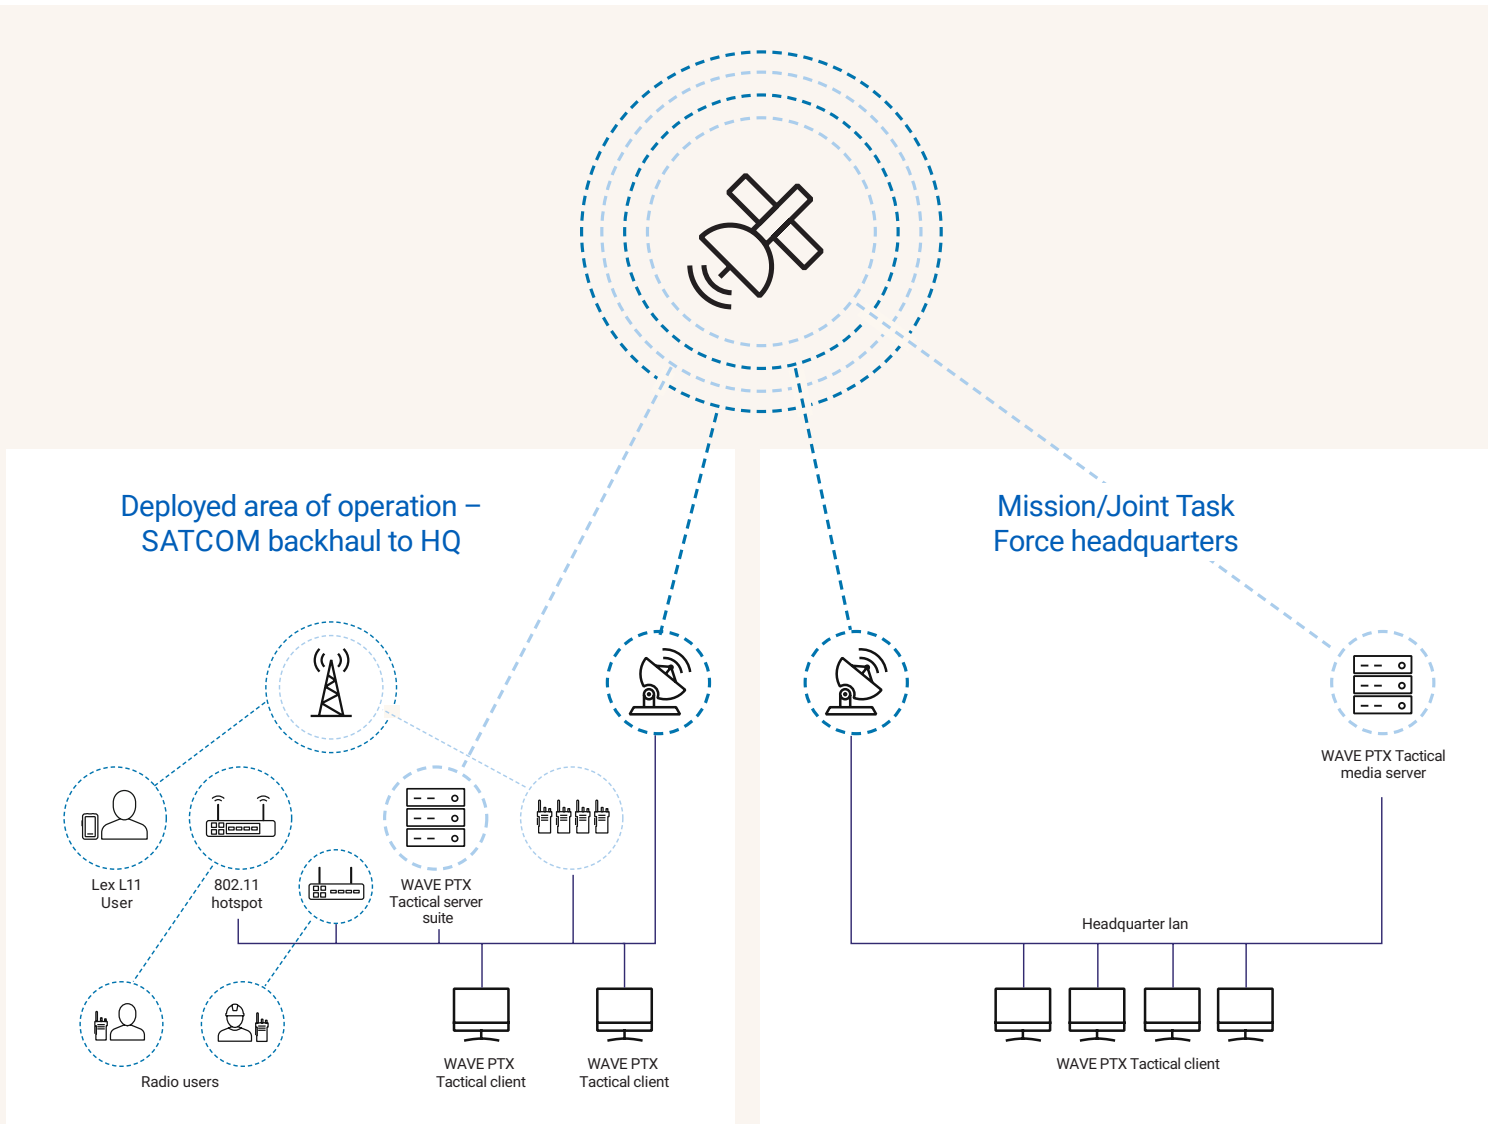 Deployed area of operation –
SATCOM backhaul to HQ
Mission/Joint Task
Force headquarters
WAVE PTX Tactical
media server
Lex L11
User
802.11
hotspot
WAVE PTX
Tactical server
suite
Headquarter lan
WAVE PTX
Tactical client
WAVE PTX
Tactical client
WAVE PTX Tactical client
Radio users